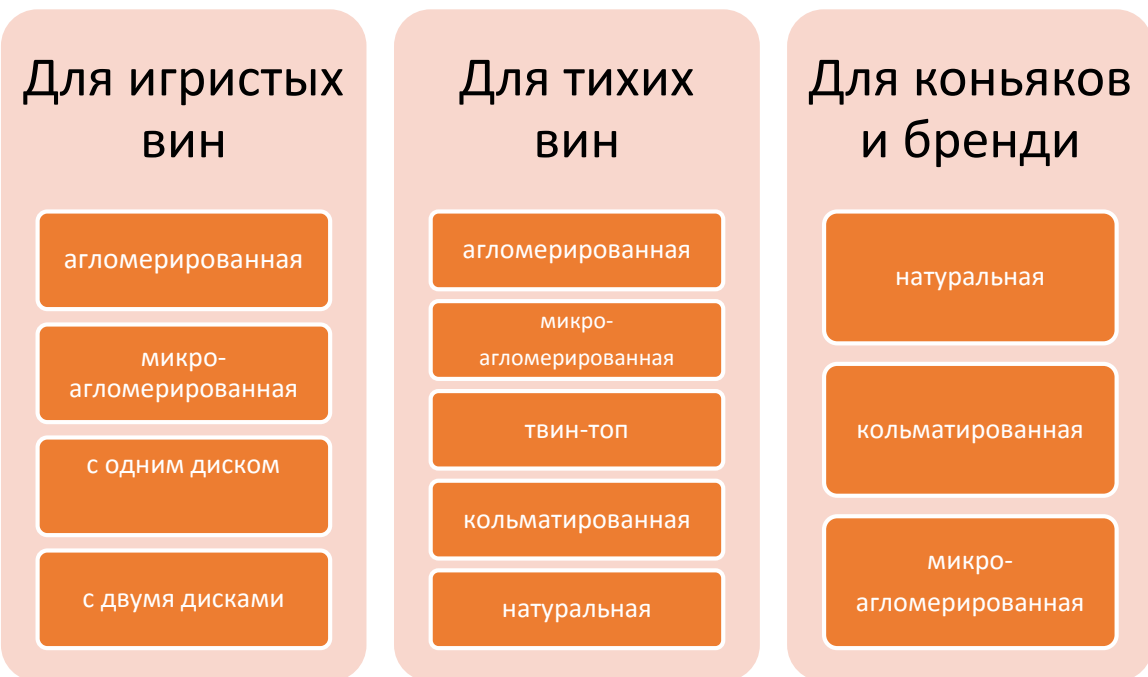 Для игристых
вин
агломерированная
микро-
агломерированная
с одним диском
с двумя дисками
Для тихих
вин
агломерированная
микро-
агломерированная
твин-топ
кольматированная
натуральная
Для коньяков
и бренди
натуральная
кольматированная
микро-
агломерированная